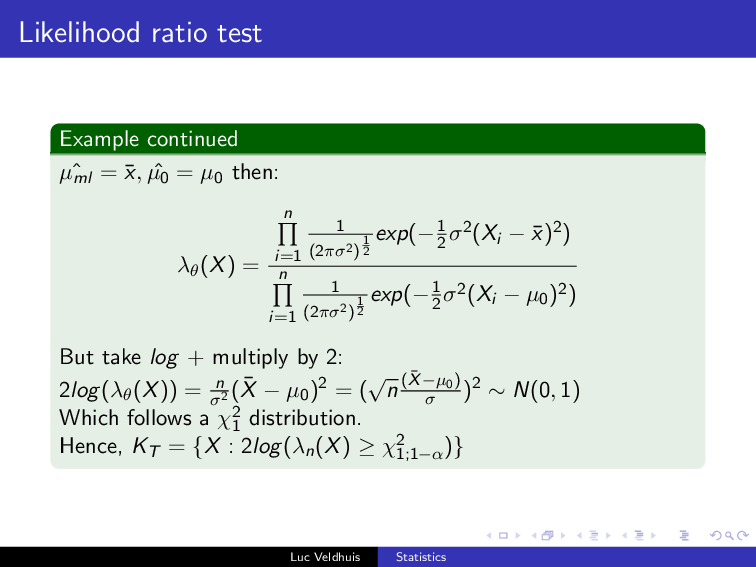 Likelihood ratio test
Example continued
$\hat{\mu_{ml}} = \bar{x}, \hat{\mu_0} = \mu_0$ then:
$\lambda_\theta(X) = \frac{\prod_{i=1}^{n} \frac{1}{(2\pi\sigma^2)^{\frac{1}{2}}} exp(-\frac{1}{2}\sigma^2(X_i - \bar{x})^2)}{\prod_{i=1}^{n} \frac{1}{(2\pi\sigma^2)^{\frac{1}{2}}} exp(-\frac{1}{2}\sigma^2(X_i - \mu_0)^2)}$
But take log + multiply by 2:
$2log(\lambda_\theta(X)) = \frac{n}{\sigma^2}(\bar{X} - \mu_0)^2 = (\sqrt{n}\frac{(\bar{X}-\mu_0)}{\sigma})^2 \sim N(0, 1)$
Which follows a $\chi_1^2$ distribution.
Hence, $K_T = \{X : 2log(\lambda_n(X) \geq \chi^2_{1;1-\alpha})\}$
Luc Veldhuis Statistics